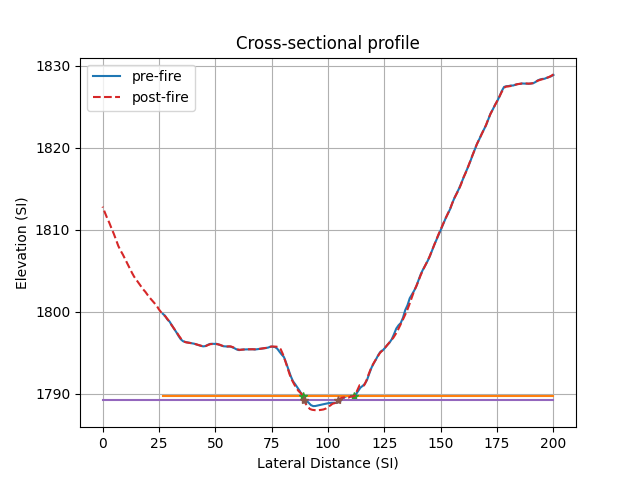 Cross-sectional profile
pre-fire
post-fire
Elevation (SI)
1830
1820
1810
1800
1790
0 25 50 75 100 125 150 175 200
Lateral Distance (SI)